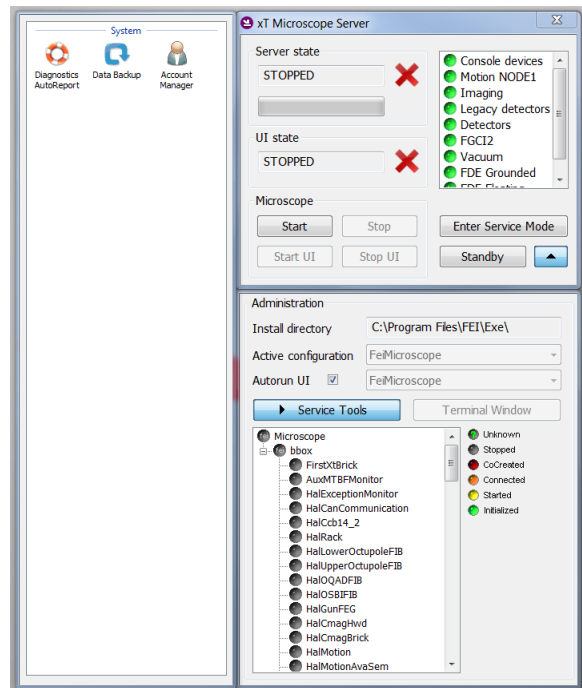 System
Diagnostics
AutoReport
Data Backup
Account
Manager
xT Microscope Server
Server state
STOPPED
UI state
STOPPED
Console devices
Motion NODE1
Imaging
Legacy detectors
Detectors
FGCI2
Vacuum
FDE Grounded
FDE Floating
Microscope
Start
Stop
Enter Service Mode
Start UI
Stop UI
Standby
Administration
Install directory
C:\Program Files\FEI\Exe\
Active configuration
FeiMicroscope
Autorun UI
FeiMicroscope
Service Tools
Terminal Window
Microscope
bbox
FirstXtBrick
AuxMTBFMonitor
HalExceptionMonitor
HalCanCommunication
HalCcb14_2
HalRack
HalLowerOctupoleFIB
HalUpperOctupoleFIB
HalOQADFIB
HalOSBIFIB
HalGunFEG
HalCmagHwd
HalCmagBrick
HalMotion
HalMotionAvaSem
Unknown
Stopped
CoCreated
Connected
Started
Initialized